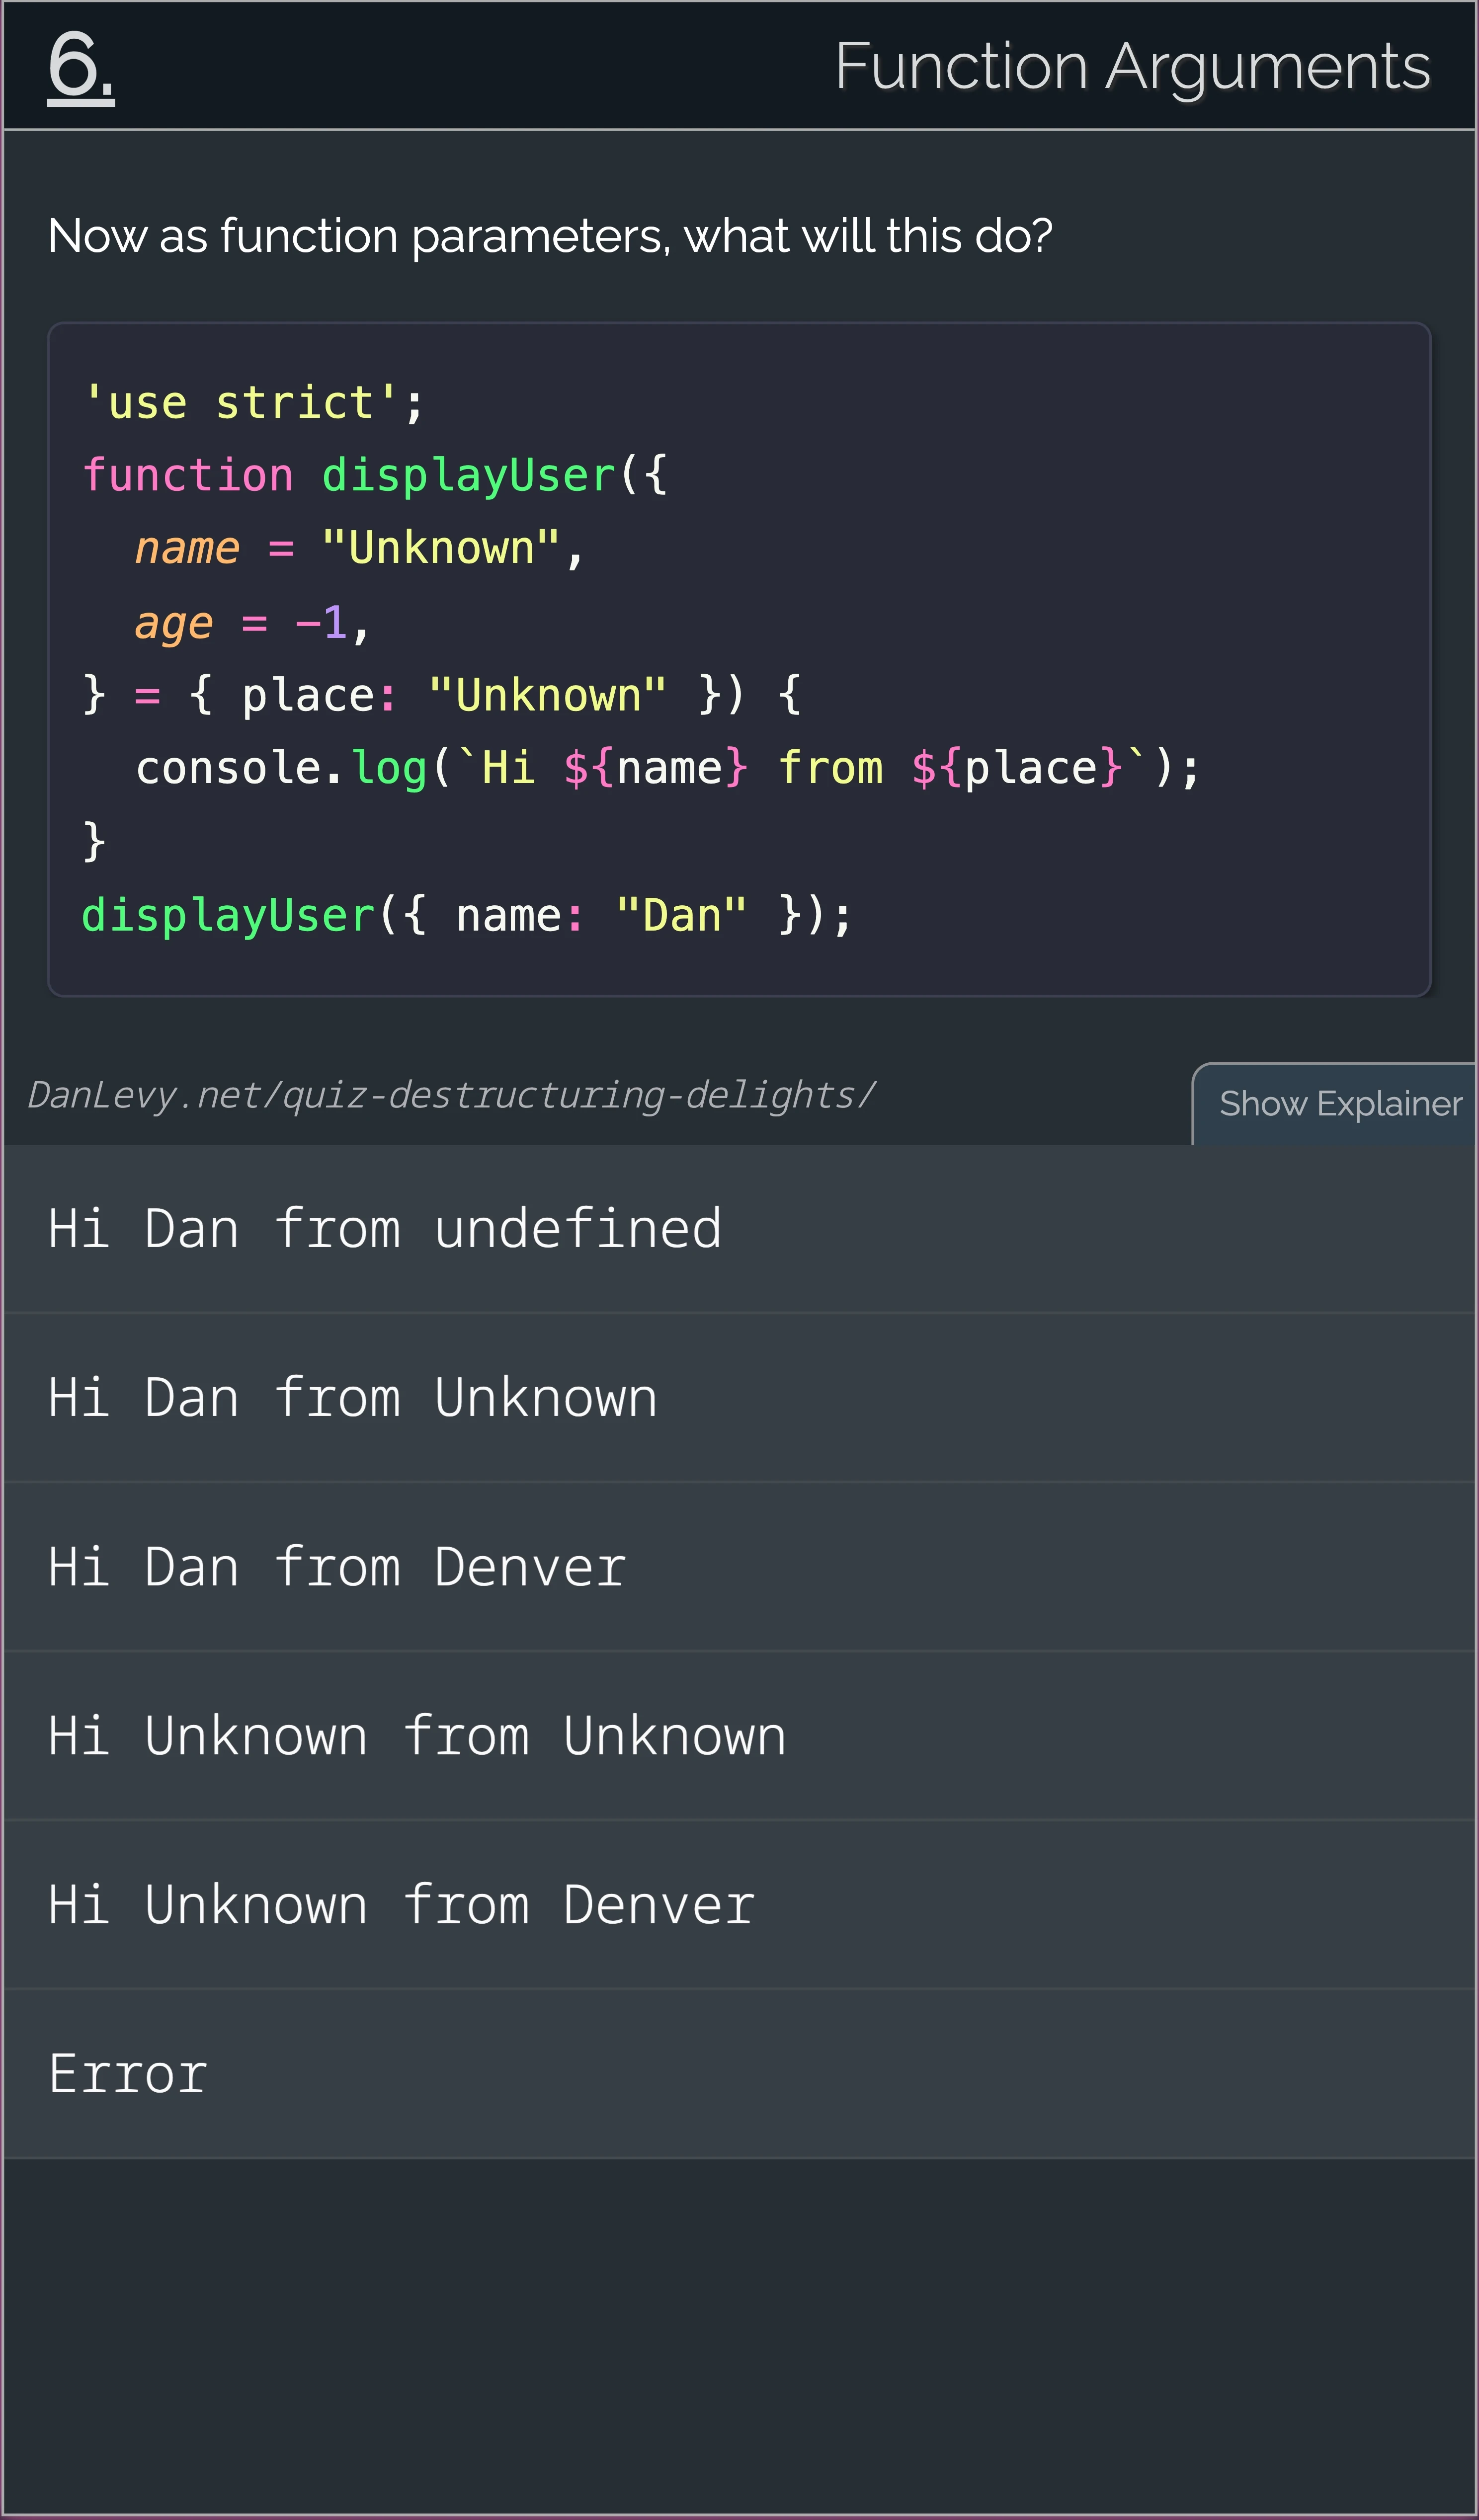 6.
Function Arguments
Now as function parameters, what will this do?
'use strict';
function displayUser({
  name = "Unknown",
  age = -1,
} = { place: "Unknown" }) {
  console.log(`Hi ${name} from ${place}`);
}
displayUser({ name: "Dan" });
DanLevy.net/quiz-destructuring-delights/
Show Explainer
Hi Dan from undefined
Hi Dan from Unknown
Hi Dan from Denver
Hi Unknown from Unknown
Hi Unknown from Denver
Error